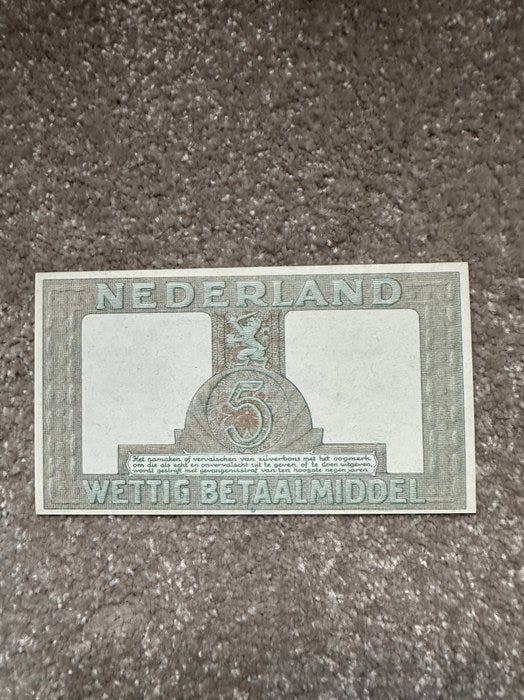 NEDERLAND
5
Het namaken of vervalschen van zilverbons met het oogmerk
om die als echt en onvervalscht uit te geven of te doen uitgeven,
wordt gestraft met gevangenisstraf van ten hoogste negen jaren
WETTIG BETAALMIDDEL